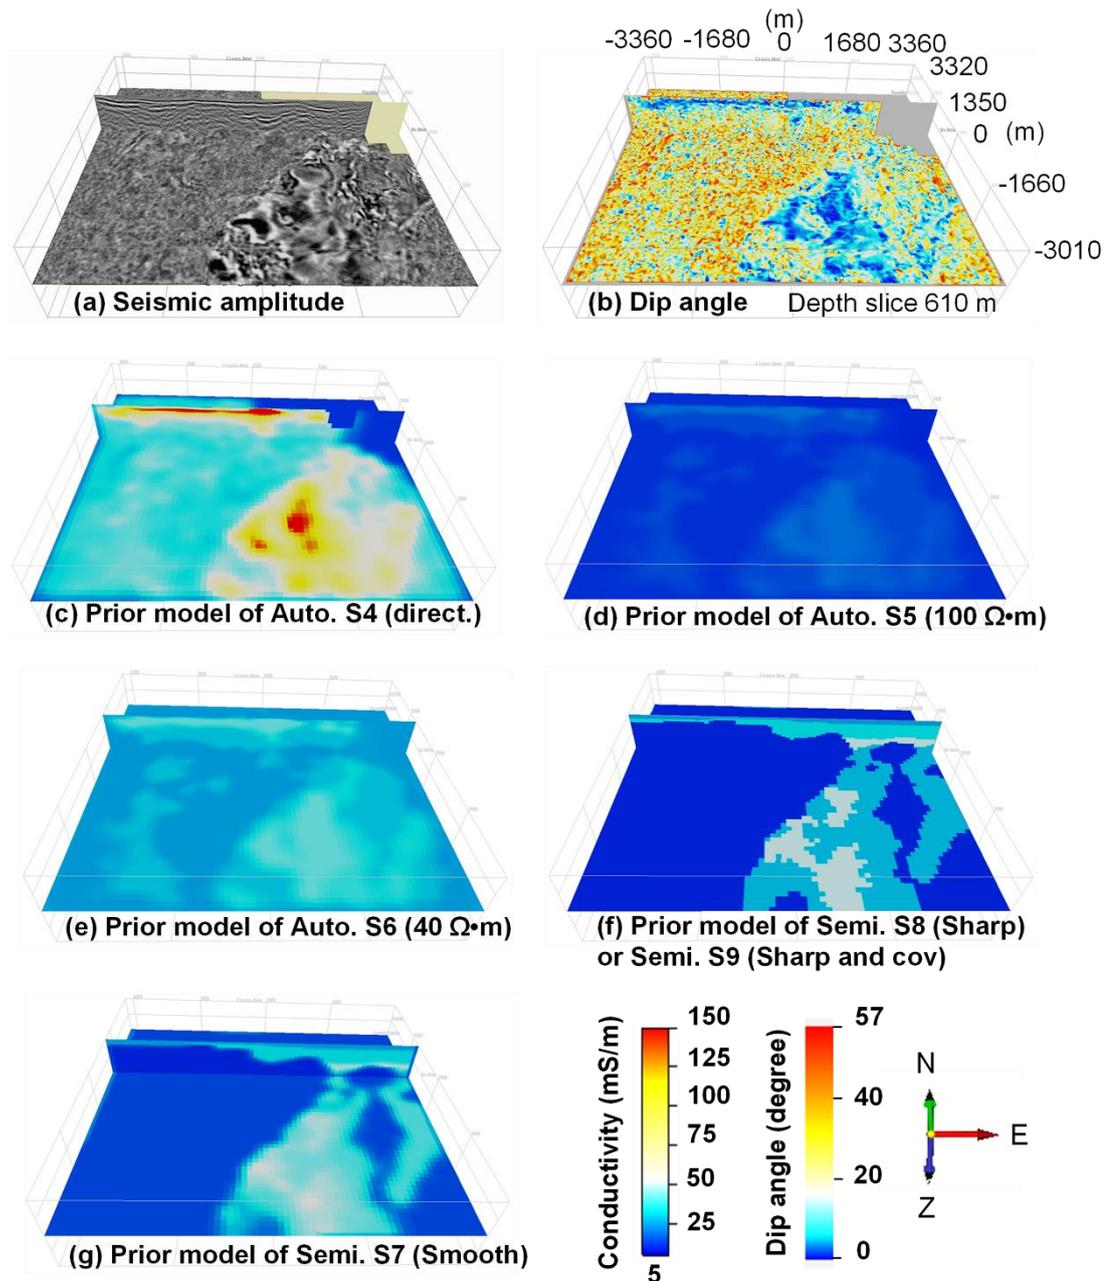 (m)
-3360 -1680 0 1680 3360
3320
1350
0 (m)
-1660
-3010
(a) Seismic amplitude
(b) Dip angle Depth slice 610 m
(c) Prior model of Auto. S4 (direct.)
(d) Prior model of Auto. S5 (100 Ω•m)
(e) Prior model of Auto. S6 (40 Ω•m)
(f) Prior model of Semi. S8 (Sharp)
or Semi. S9 (Sharp and cov)
(g) Prior model of Semi. S7 (Smooth)
Conductivity (mS/m)
150
125
100
75
50
25
5
Dip angle (degree)
57
40
20
0
N
E
Z